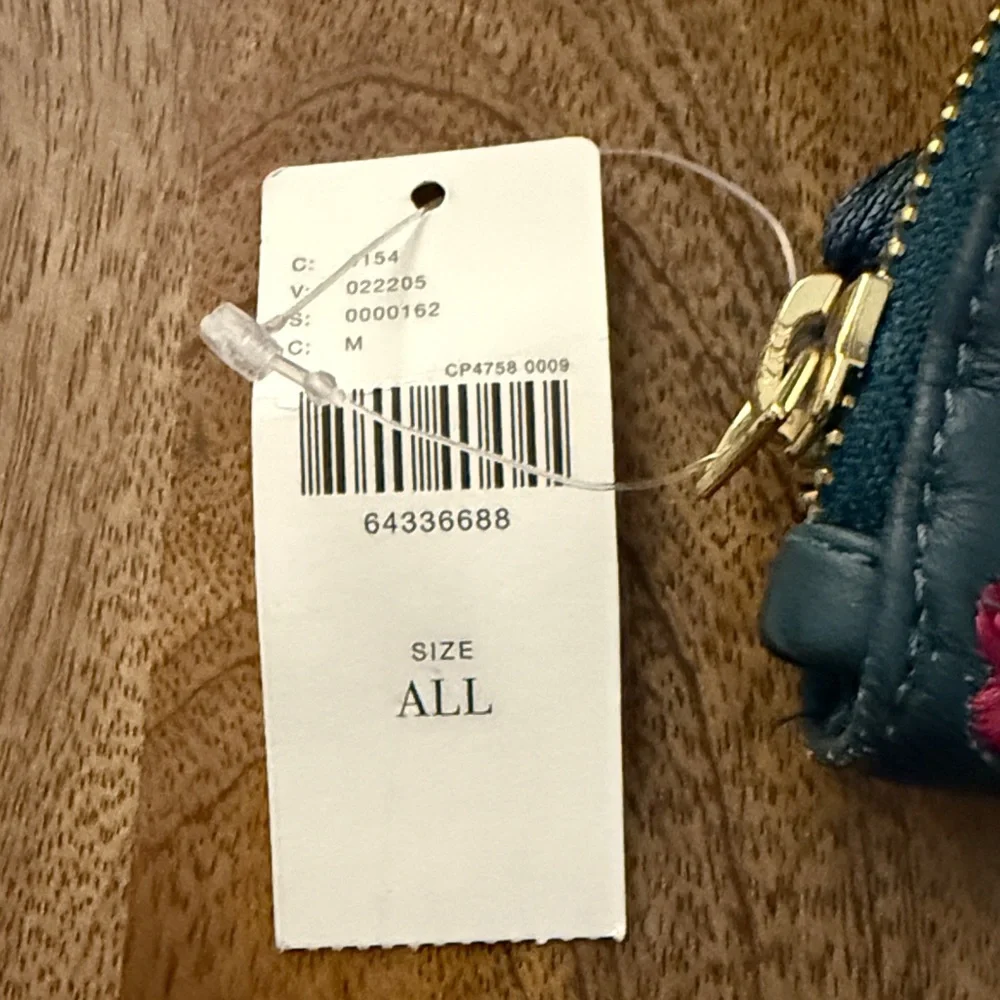 C:
V: 022205
S: 0000162
C: M
CP4758 0009
64336688
SIZE
ALL